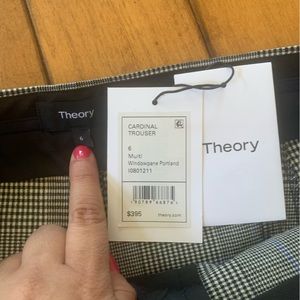 Theory
6
CARDINAL
TROUSER
6
Multi
Windowpane Portland
I0801211
$395
theory.com
Theory